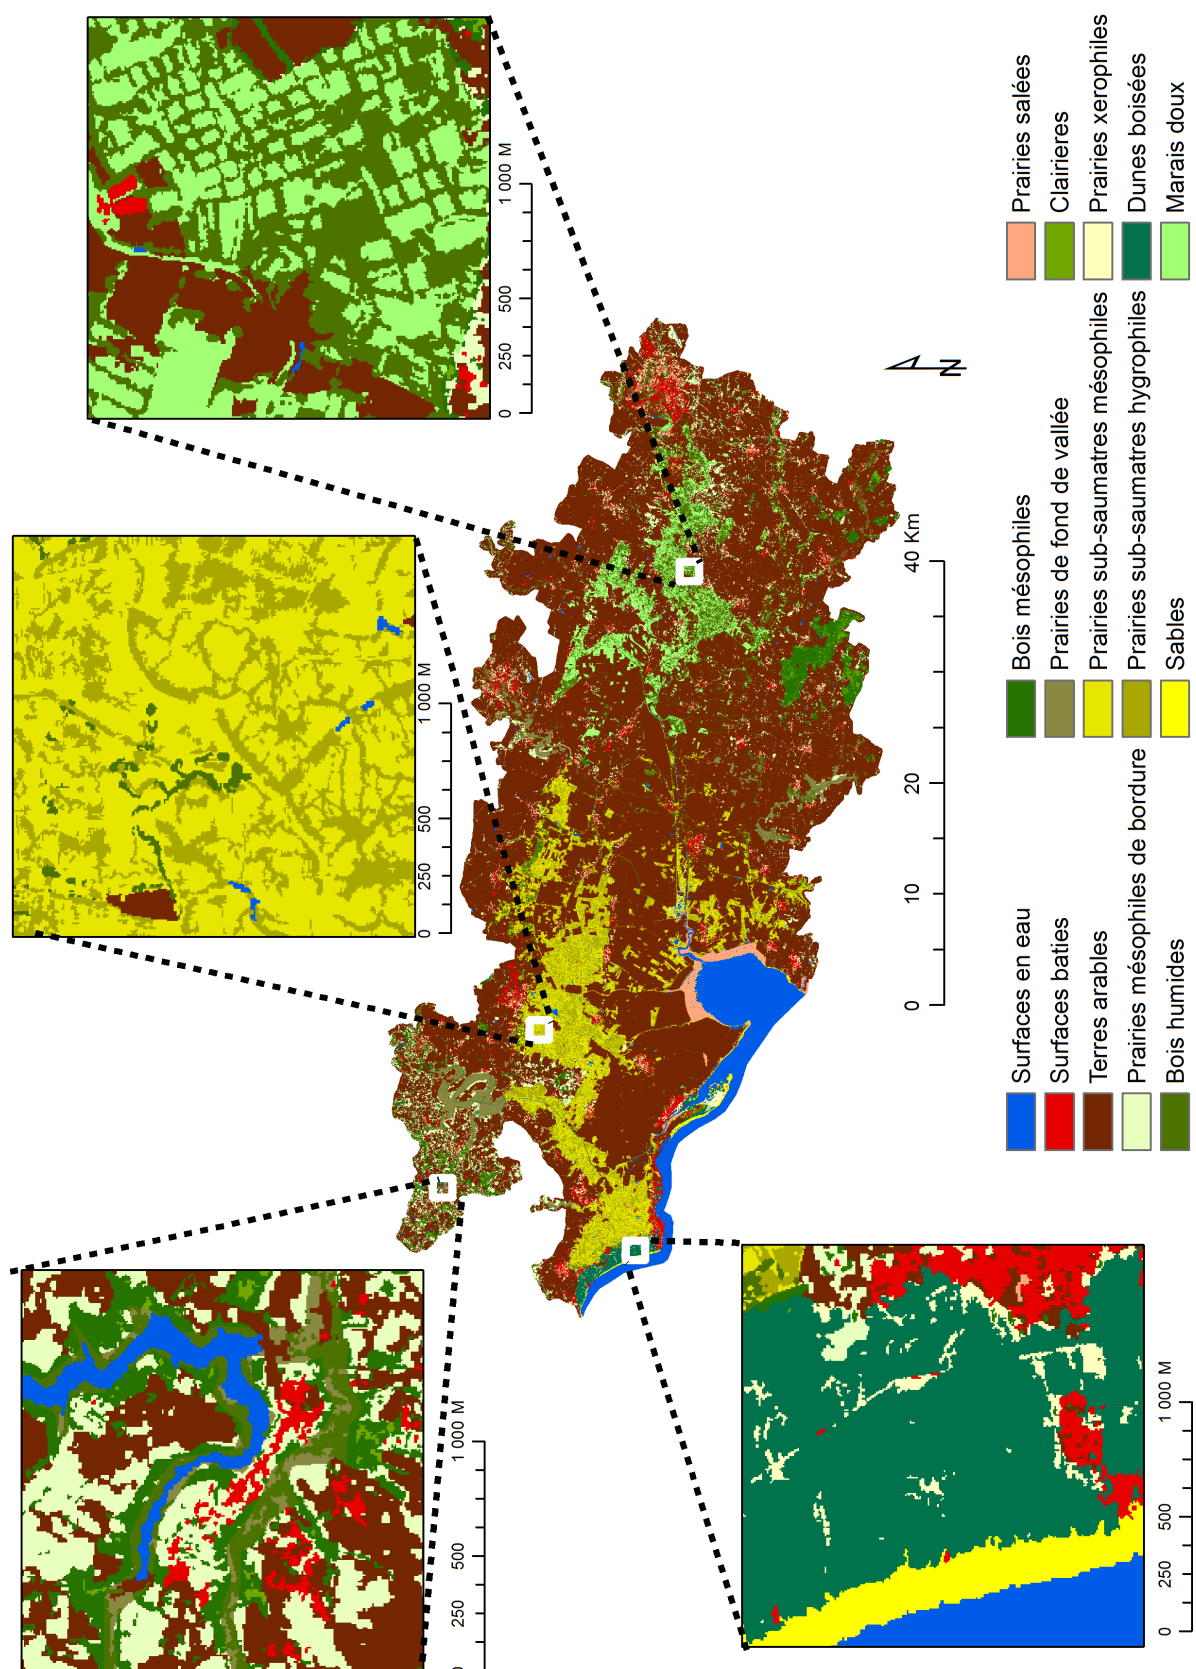 0 250 500 1 000 M
0 250 500 1 000 M
0 250 500 1 000 M
0 10 20 40 km
N
Surfaces en eau
Surfaces baties
Terres arables
Prairies mésophiles de bordure
Bois humides
Bois mésophiles
Prairies de fond de vallée
Prairies sub-saumatres mésophiles
Prairies sub-saumatres hygrophiles
Sables
Prairies salées
Clairieres
Prairies xerophiles
Dunes boisées
Marais doux
0 250 500 1 000 M